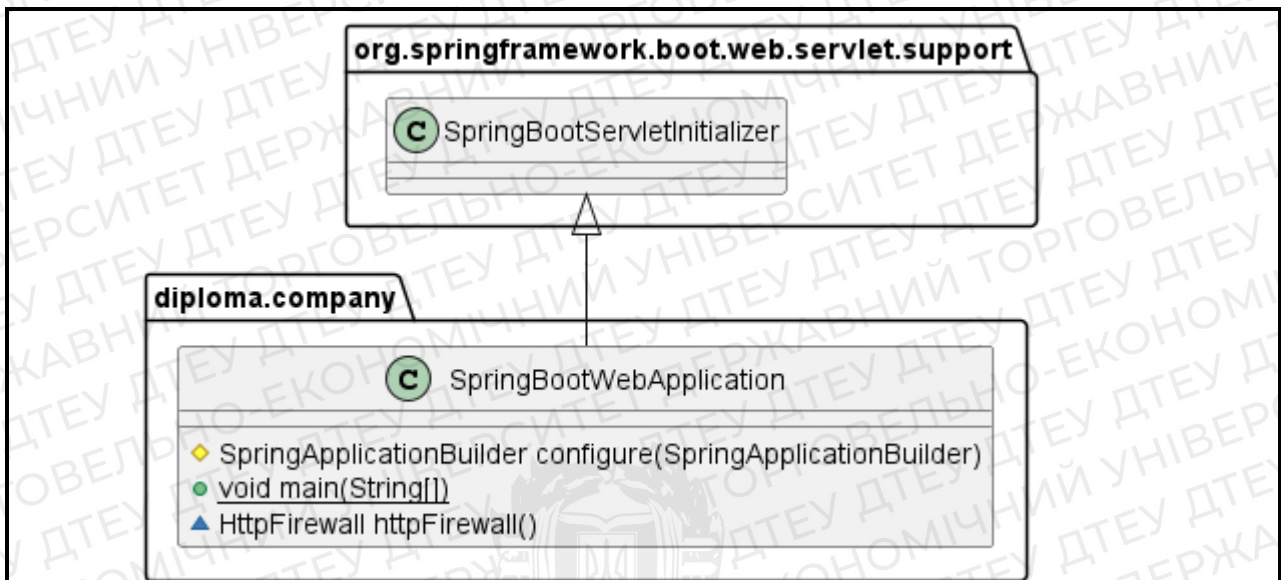 org.springframework.boot.web.servlet.support
C SpringBootServletInitializer
diploma.company
C SpringBootWebApplication
SpringApplicationBuilder configure(SpringApplicationBuilder)
void main(String[])
HttpFirewall httpFirewall()